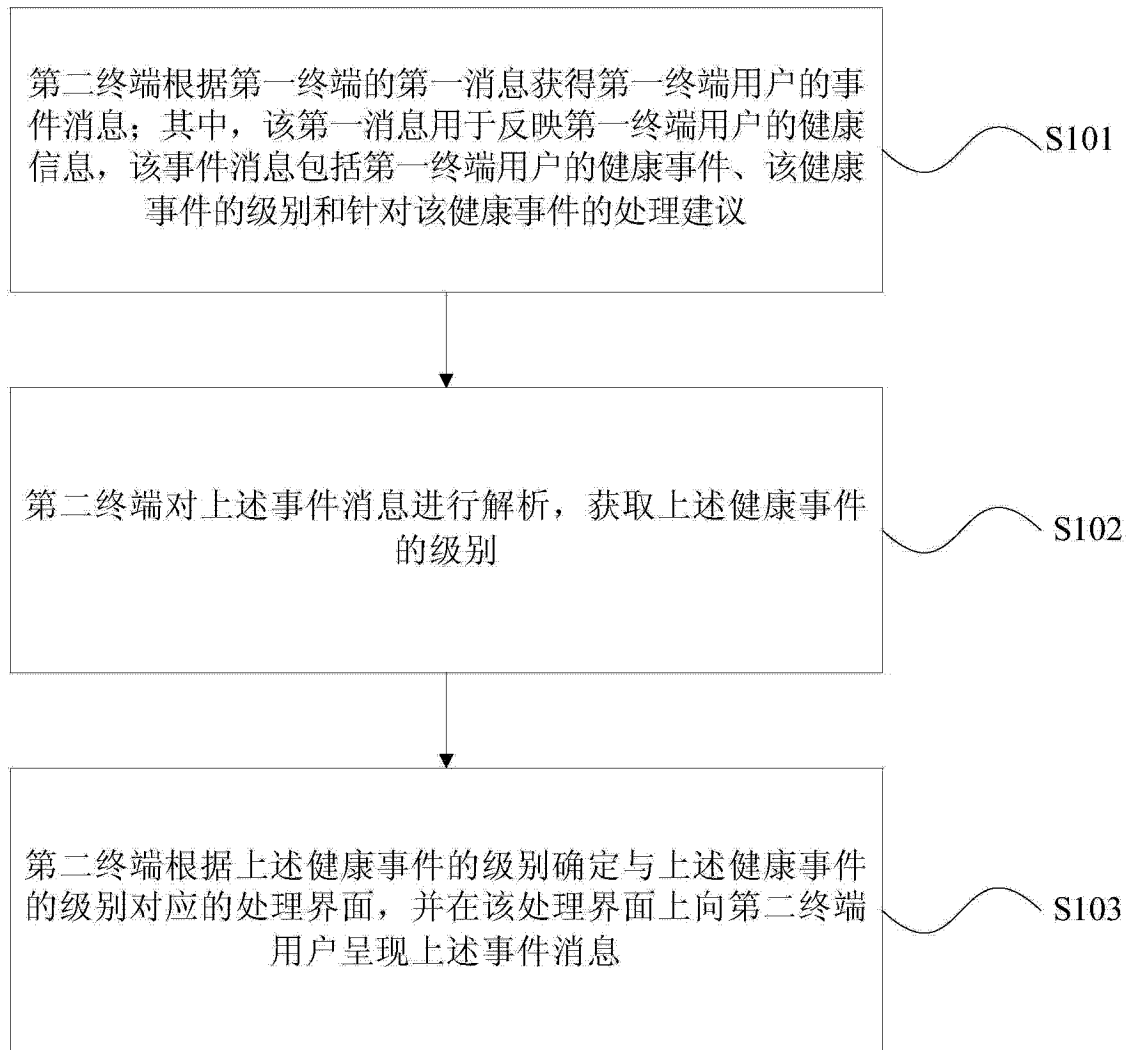 第二终端根据第一终端的第一消息获得第一终端用户的事
件消息；其中，该第一消息用于反映第一终端用户的健康
信息，该事件消息包括第一终端用户的健康事件、该健康
事件的级别和针对该健康事件的处理建议
S101
第二终端对上述事件消息进行解析，获取上述健康事件
的级别
S102
第二终端根据上述健康事件的级别确定与上述健康事件
的级别对应的处理界面，并在该处理界面上向第二终端
用户呈现上述事件消息
S103